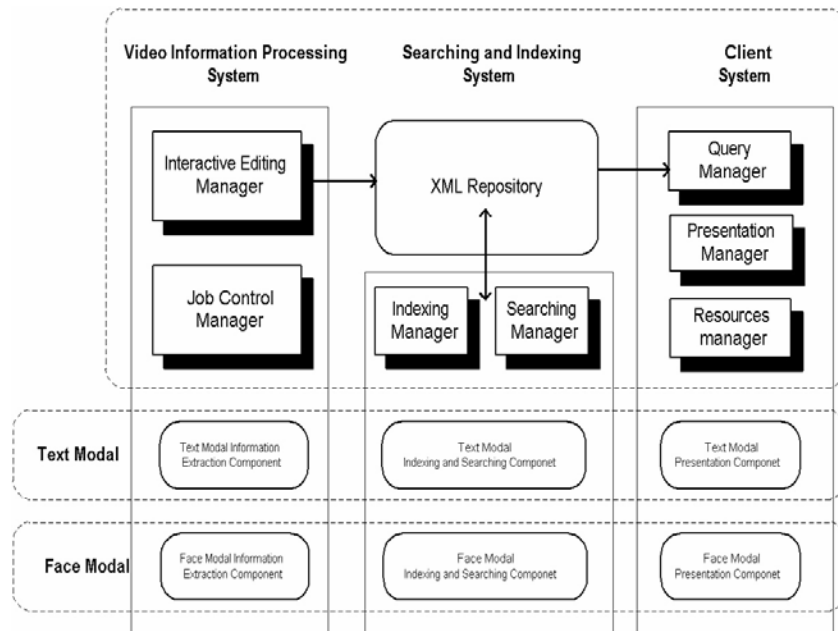 Video Information Processing
System
Searching and Indexing
System
Client
System
Interactive Editing
Manager
XML Repository
Query
Manager
Presentation
Manager
Job Control
Manager
Indexing
Manager
Searching
Manager
Resources
manager
Text Modal
Text Modal Information
Extraction Component
Text Modal
Indexing and Searching Componet
Text Modal
Presentation Componet
Face Modal
Face Modal Information
Extraction Component
Face Modal
Indexing and Searching Componet
Face Modal
Presentation Componet